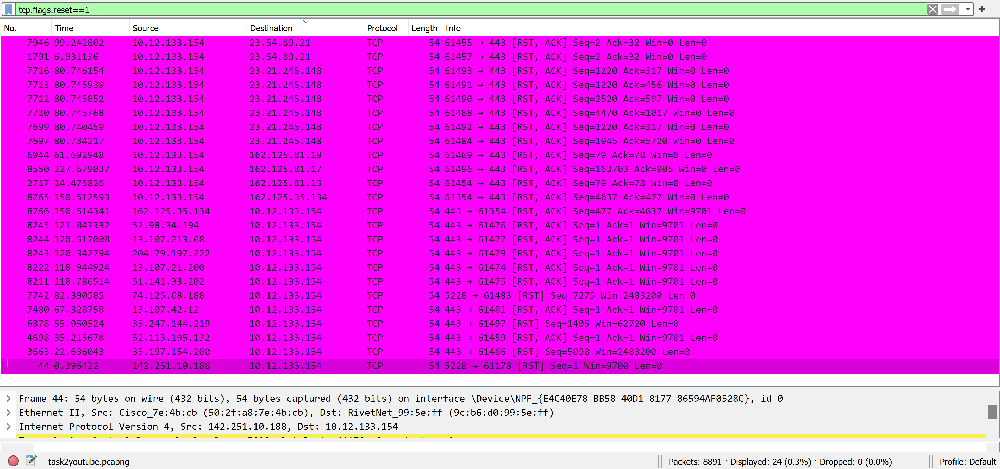 tcp.flags.reset==1
No. Time Source Destination Protocol Length Info
7946 99.242802 10.12.133.154 23.54.89.21 TCP 54 61455 → 443 [RST, ACK] Seq=2 Ack=32 Win=0 Len=0
1791 6.931136 10.12.133.154 23.54.89.21 TCP 54 61457 → 443 [RST, ACK] Seq=2 Ack=32 Win=0 Len=0
7716 80.746154 10.12.133.154 23.21.245.148 TCP 54 61493 → 443 [RST, ACK] Seq=1220 Ack=317 Win=0 Len=0
7713 80.745939 10.12.133.154 23.21.245.148 TCP 54 61491 → 443 [RST, ACK] Seq=1220 Ack=456 Win=0 Len=0
7712 80.745852 10.12.133.154 23.21.245.148 TCP 54 61490 → 443 [RST, ACK] Seq=2520 Ack=597 Win=0 Len=0
7710 80.745768 10.12.133.154 23.21.245.148 TCP 54 61488 → 443 [RST, ACK] Seq=4470 Ack=1017 Win=0 Len=0
7699 80.740459 10.12.133.154 23.21.245.148 TCP 54 61492 → 443 [RST, ACK] Seq=1220 Ack=317 Win=0 Len=0
7697 80.734217 10.12.133.154 23.21.245.148 TCP 54 61484 → 443 [RST, ACK] Seq=1945 Ack=5720 Win=0 Len=0
6944 61.692948 10.12.133.154 162.125.81.19 TCP 54 61469 → 443 [RST, ACK] Seq=79 Ack=78 Win=0 Len=0
8550 127.679037 10.12.133.154 162.125.81.17 TCP 54 61496 → 443 [RST, ACK] Seq=163703 Ack=905 Win=0 Len=0
2717 14.475826 10.12.133.154 162.125.81.13 TCP 54 61454 → 443 [RST, ACK] Seq=79 Ack=78 Win=0 Len=0
8765 150.512593 10.12.133.154 162.125.35.134 TCP 54 61354 → 443 [RST, ACK] Seq=4637 Ack=477 Win=0 Len=0
8766 150.514341 162.125.35.134 10.12.133.154 TCP 54 443 → 61354 [RST, ACK] Seq=477 Ack=4637 Win=9701 Len=0
8245 121.047332 52.98.34.194 10.12.133.154 TCP 54 443 → 61476 [RST, ACK] Seq=1 Ack=1 Win=9701 Len=0
8244 120.517000 13.107.213.68 10.12.133.154 TCP 54 443 → 61477 [RST, ACK] Seq=1 Ack=1 Win=9701 Len=0
8243 120.342794 204.79.197.222 10.12.133.154 TCP 54 443 → 61479 [RST, ACK] Seq=1 Ack=1 Win=9701 Len=0
8222 118.944924 13.107.21.200 10.12.133.154 TCP 54 443 → 61474 [RST, ACK] Seq=1 Ack=1 Win=9701 Len=0
8211 118.786514 51.141.33.202 10.12.133.154 TCP 54 443 → 61475 [RST, ACK] Seq=1 Ack=1 Win=9701 Len=0
7742 82.390585 74.125.68.188 10.12.133.154 TCP 54 5228 → 61483 [RST] Seq=7275 Win=2483200 Len=0
7480 67.328758 13.107.42.12 10.12.133.154 TCP 54 443 → 61481 [RST, ACK] Seq=1 Ack=1 Win=9701 Len=0
6878 55.950524 35.247.144.219 10.12.133.154 TCP 54 443 → 61497 [RST] Seq=1405 Win=62720 Len=0
4698 35.215678 52.113.195.132 10.12.133.154 TCP 54 443 → 61459 [RST, ACK] Seq=1 Ack=1 Win=9701 Len=0
3663 22.636043 35.197.154.200 10.12.133.154 TCP 54 443 → 61486 [RST] Seq=5098 Win=2483200 Len=0
44 0.396422 142.251.10.188 10.12.133.154 TCP 54 5228 → 61178 [RST] Seq=1 Win=9700 Len=0
Frame 44: 54 bytes on wire (432 bits), 54 bytes captured (432 bits) on interface \Device\NPF_{E4C40E78-BB58-40D1-8177-86594AF0528C}, id 0
Ethernet II, Src: Cisco_7e:4b:cb (50:2f:a8:7e:4b:cb), Dst: RivetNet_99:5e:ff (9c:b6:d0:99:5e:ff)
Internet Protocol Version 4, Src: 142.251.10.188, Dst: 10.12.133.154
task2youtube.pcapng Packets: 8891 · Displayed: 24 (0.3%) · Dropped: 0 (0.0%) Profile: Default